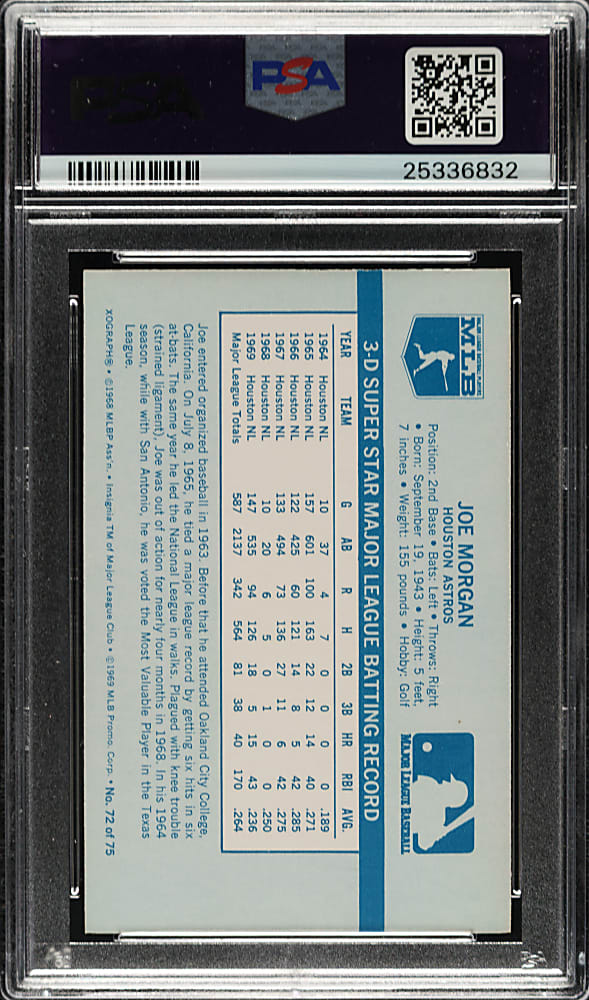 PSA
PSA
25336832
MAJOR LEAGUE BASEBALL PLAYERS
MLB
JOE MORGAN
HOUSTON ASTROS
Position: 2nd Base • Bats: Left • Throws: Right
• Born: September 19, 1943 • Height: 5 feet,
7 inches • Weight: 155 pounds • Hobby: Golf
MAJOR LEAGUE BASEBALL
3-D SUPER STAR MAJOR LEAGUE BATTING RECORD
YEAR TEAM G AB R H 2B 3B HR RBI AVG.
1964 Houston NL 10 37 4 7 0 0 0 0 .189
1965 Houston NL 157 601 100 163 22 12 14 40 .271
1966 Houston NL 122 425 60 121 14 8 5 42 .285
1967 Houston NL 133 494 73 136 27 11 6 42 .275
1968 Houston NL 10 20 6 5 0 1 0 0 .250
1969 Houston NL 147 535 94 126 18 5 15 43 .236
Major League Totals 587 2137 342 564 81 38 40 170 .264
Joe entered organized baseball in 1963. Before that he attended Oakland City College,
California. On July 8, 1965, he tied a major league record by getting six hits in six
at-bats. The same year he led the National League in walks. Plagued with knee trouble
(strained ligament), Joe was out of action for nearly four months in 1968. In his 1964
season, while with San Antonio, he was voted the Most Valuable Player in the Texas
League.
XOGRAPH® • ©1968 MLBP Ass'n. • Insignia TM of Major League Club • ©1969 MLB Promo. Corp. • No. 72 of 75